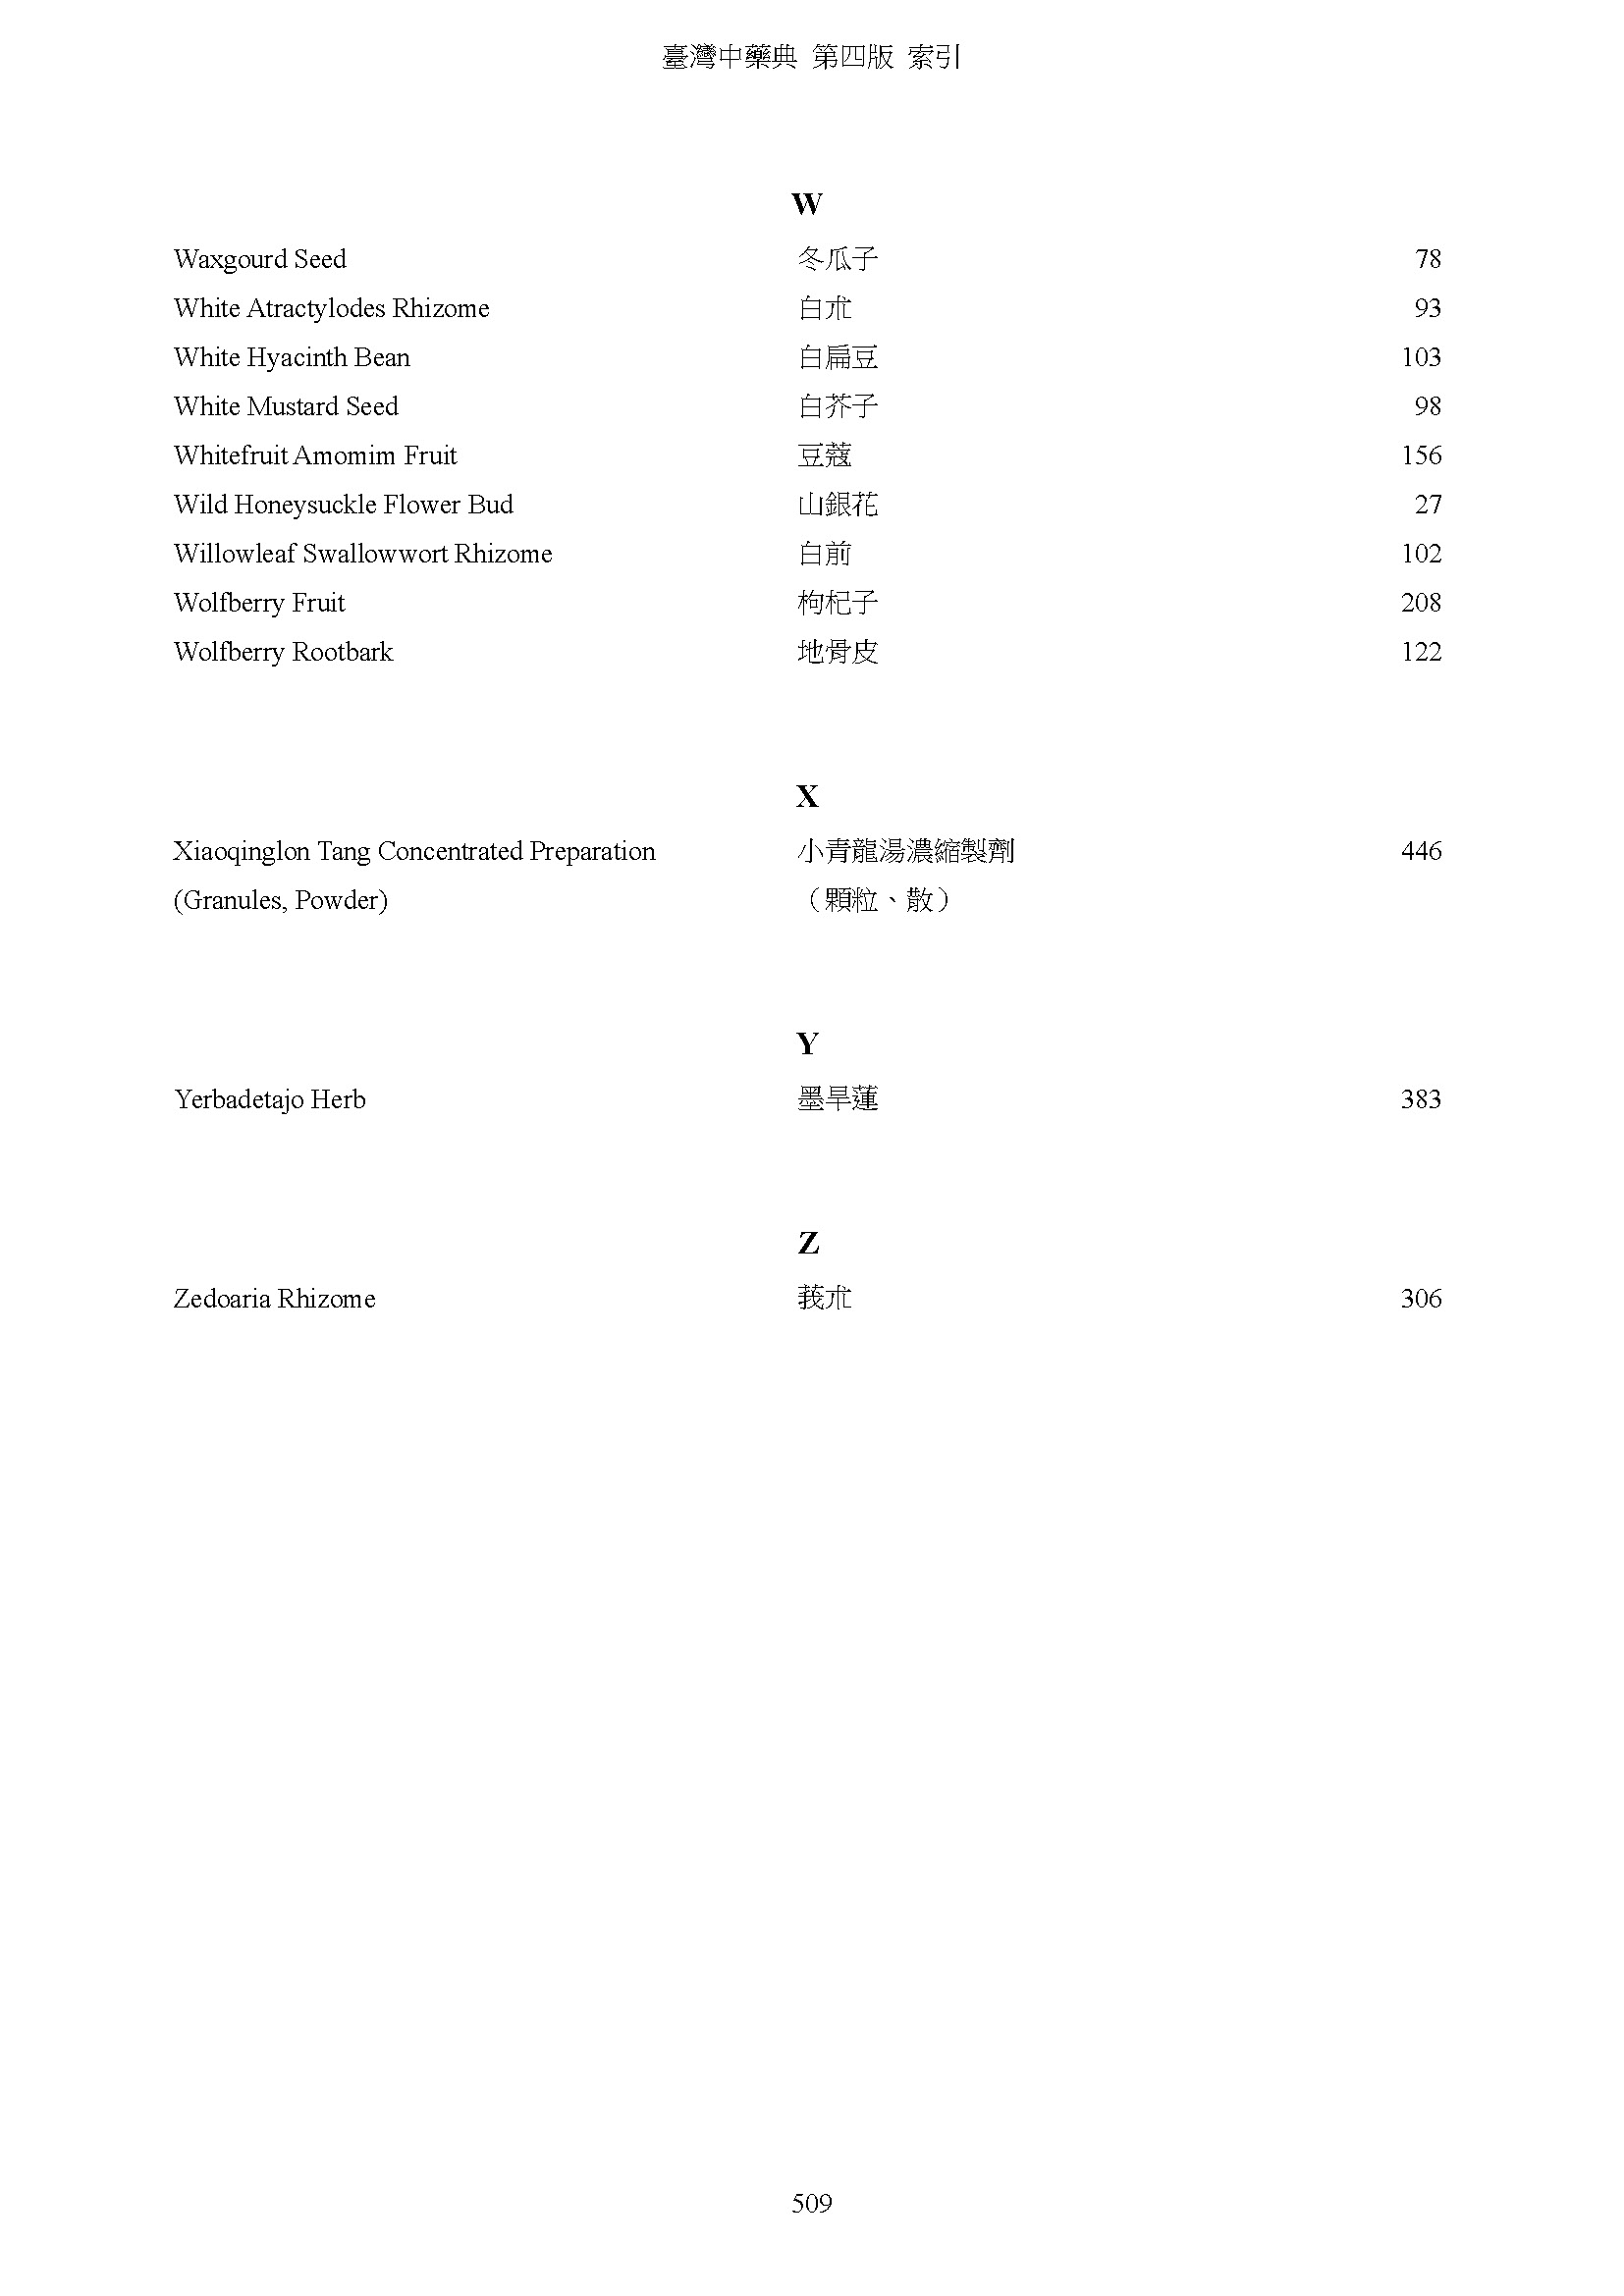 臺灣中藥典 第四版 索引
W
Waxgourd Seed 冬瓜子 78
White Atractylodes Rhizome 白朮 93
White Hyacinth Bean 白扁豆 103
White Mustard Seed 白芥子 98
Whitefruit Amomim Fruit 豆蔻 156
Wild Honeysuckle Flower Bud 山銀花 27
Willowleaf Swallowwort Rhizome 白前 102
Wolfberry Fruit 枸杞子 208
Wolfberry Rootbark 地骨皮 122
X
Xiaoqinglon Tang Concentrated Preparation 小青龍湯濃縮製劑 446
(Granules, Powder) （顆粒、散）
Y
Yerbadetajo Herb 墨旱蓮 383
Z
Zedoaria Rhizome 莪朮 306
509